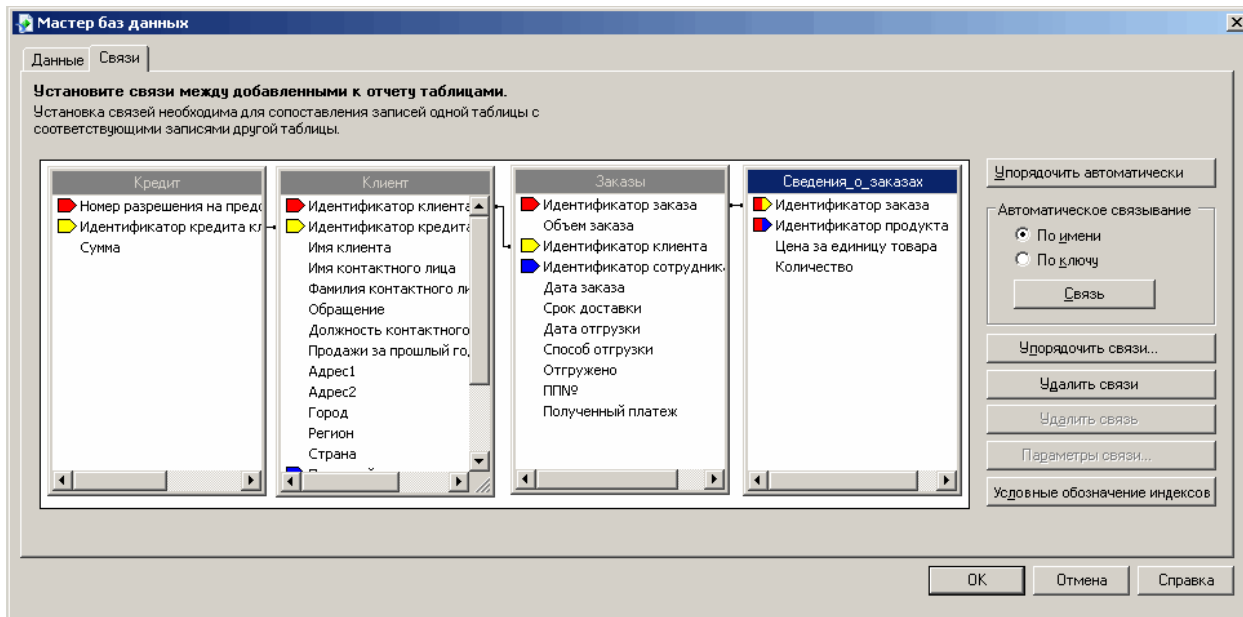 Мастер баз данных
Данные Связи
Установите связи между добавленными к отчету таблицами.
Установка связей необходима для сопоставления записей одной таблицы с
соответствующими записями другой таблицы.
Кредит
Номер разрешения на предо
Идентификатор кредита кл
Сумма
Клиент
Идентификатор клиента
Идентификатор кредита
Имя клиента
Имя контактного лица
Фамилия контактного ли
Обращение
Должность контактного
Продажи за прошлый го
Адрес1
Адрес2
Город
Регион
Страна
Заказы
Идентификатор заказа
Объем заказа
Идентификатор клиента
Идентификатор сотрудник
Дата заказа
Срок доставки
Дата отгрузки
Способ отгрузки
Отгружено
ПП№
Полученный платеж
Сведения_о_заказах
Идентификатор заказа
Идентификатор продукта
Цена за единицу товара
Количество
Упорядочить автоматически
Автоматическое связывание
По имени
По ключу
Связь
Упорядочить связи...
Удалить связи
Удалить связь
Параметры связи...
Условные обозначение индексов
OK Отмена Справка